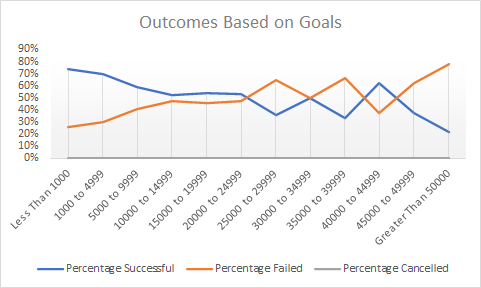 Outcomes Based on Goals
90%
80%
70%
60%
50%
40%
30%
20%
10%
0%
Less Than 1000
1000 to 4999
5000 to 9999
10000 to 14999
15000 to 19999
20000 to 24999
25000 to 29999
30000 to 34999
35000 to 39999
40000 to 44999
45000 to 49999
Greater Than 50000
Percentage Successful Percentage Failed Percentage Cancelled